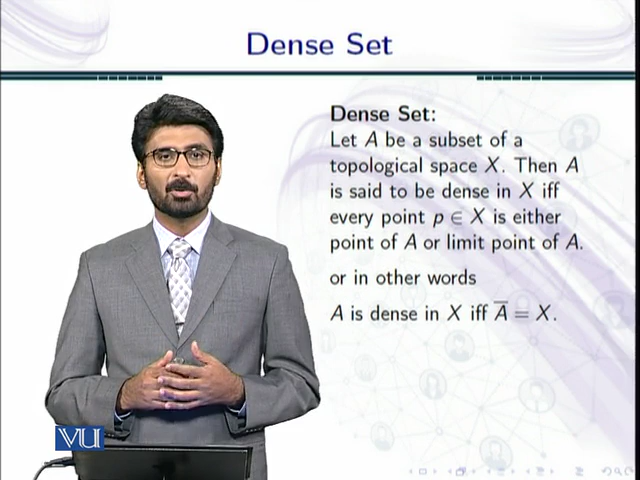 Dense Set
Dense Set:
Let A be a subset of a
topological space X. Then A
is said to be dense in X iff
every point p ∈ X is either
point of A or limit point of A.
or in other words
A is dense in X iff A̅ = X.
VU